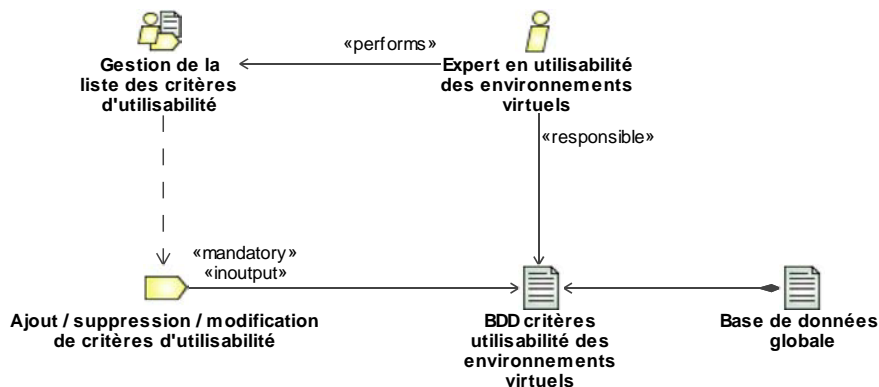 «performs»
Gestion de la
liste des critères
d'utilisabilité
Expert en utilisabilité
des environnements
virtuels
«responsible»
«mandatory»
«inoutput»
Ajout / suppression / modification
de critères d'utilisabilité
BDD critères
utilisabilité des
environnements
virtuels
Base de données
globale